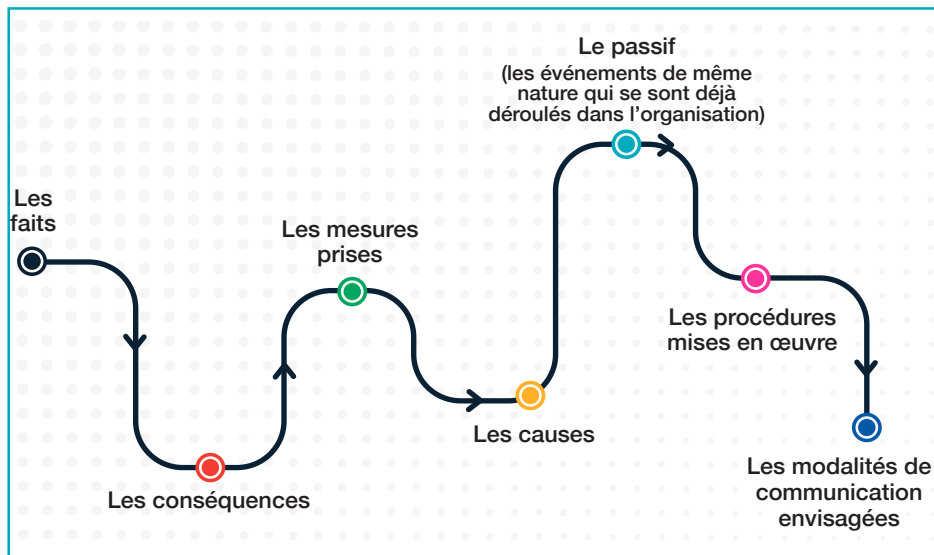 Les
faits
Les conséquences
Les mesures
prises
Les causes
Le passif
(les événements de même
nature qui se sont déjà
déroulés dans l’organisation)
Les procédures
mises en œuvre
Les modalités de
communication
envisagées